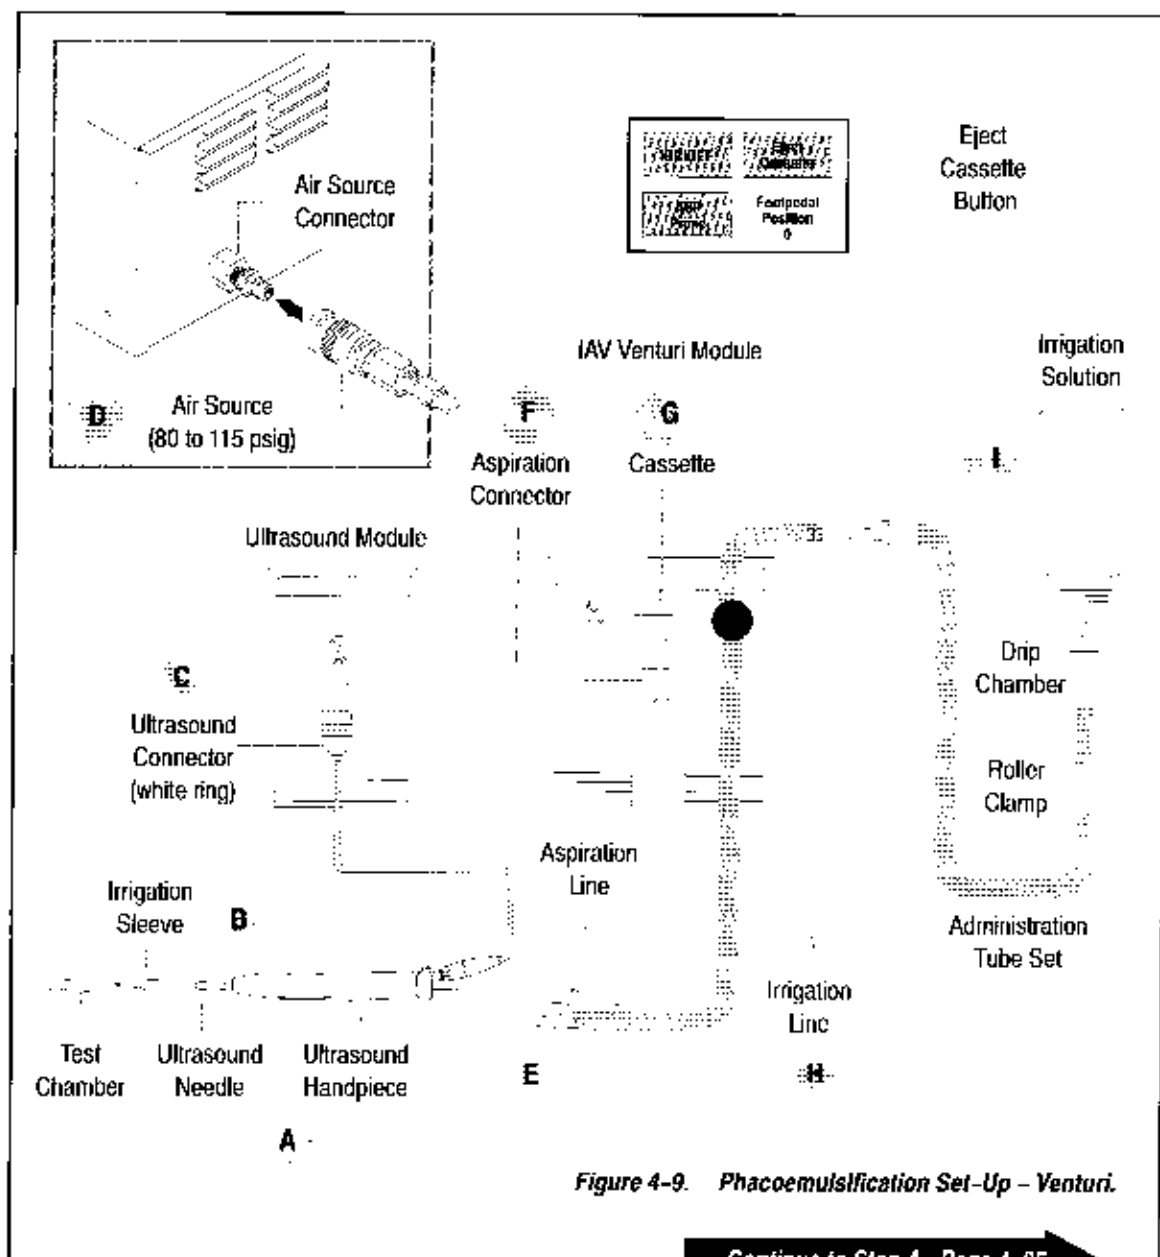 Air Source
Connector
Eject
Cassette
Button
Footpedal
Position
0
IAV Venturi Module
Irrigation
Solution
D
Air Source
(80 to 115 psig)
F
G
Aspiration
Connector
Cassette
I
Ultrasound Module
C
Drip
Chamber
Ultrasound
Connector
(white ring)
Roller
Clamp
Aspiration
Line
Irrigation
Sleeve
B
Administration
Tube Set
Irrigation
Line
Test
Chamber
Ultrasound
Needle
Ultrasound
Handpiece
E
H
A
Figure 4-9. Phacoemulsification Set-Up – Venturi.